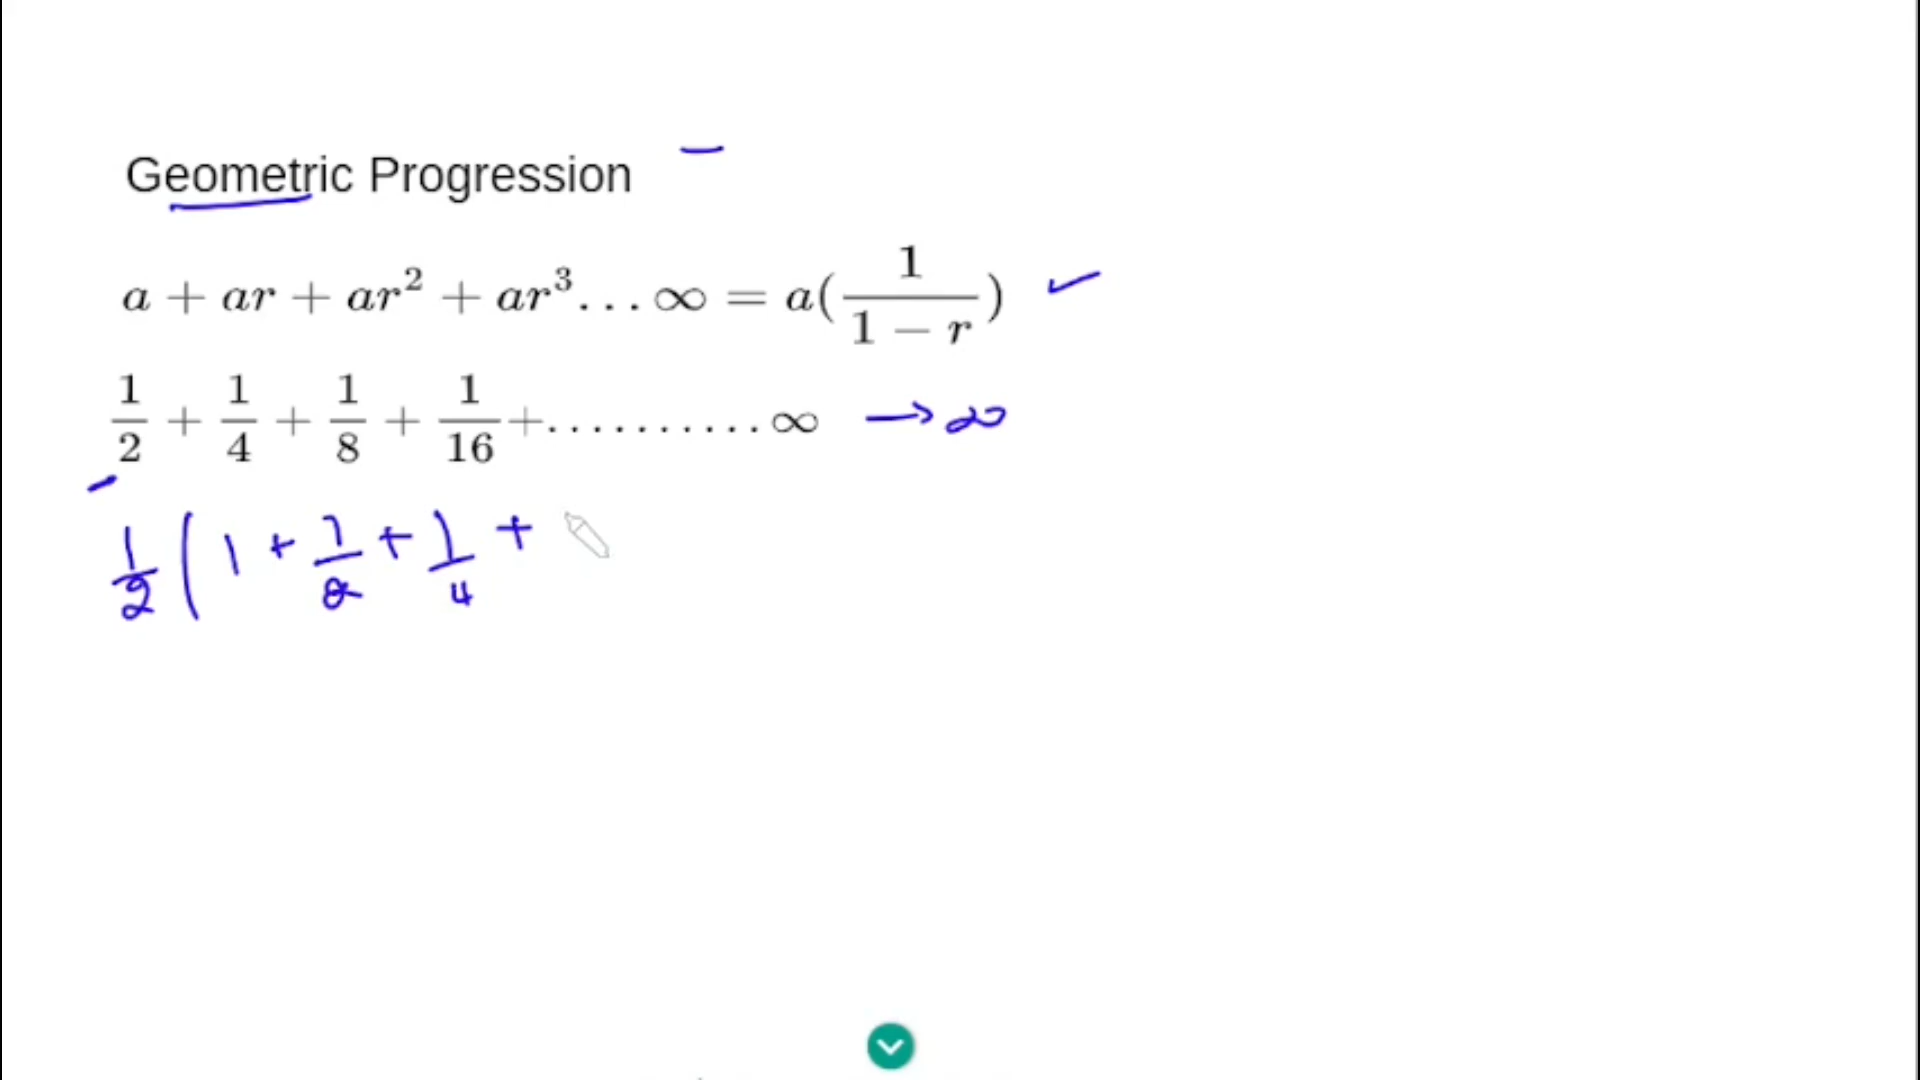 Geometric Progression
a + ar + ar² + ar³... ∞ = a(1/(1 − r))
1/2 + 1/4 + 1/8 + 1/16 + .......... ∞ → ∞
1/2 ( 1 + 1/2 + 1/4 +